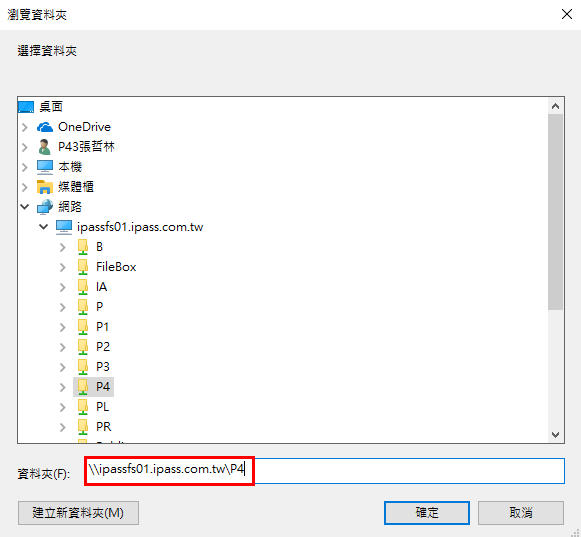 瀏覽資料夾
選擇資料夾
桌面
OneDrive
P43張哲林
本機
媒體櫃
網路
ipassfs01.ipass.com.tw
B
FileBox
IA
P
P1
P2
P3
P4
PL
PR
資料夾(F): \\ipassfs01.ipass.com.tw\P4
建立新資料夾(M) 確定 取消